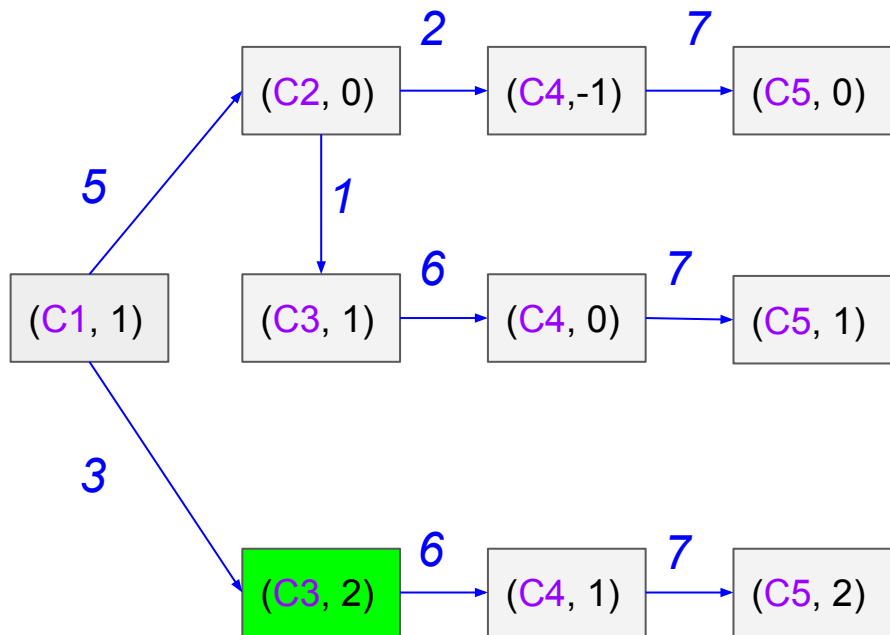 2 7
(C2, 0) (C4,-1) (C5, 0)
5 1
6 7
(C1, 1) (C3, 1) (C4, 0) (C5, 1)
3
6 7
(C3, 2) (C4, 1) (C5, 2)